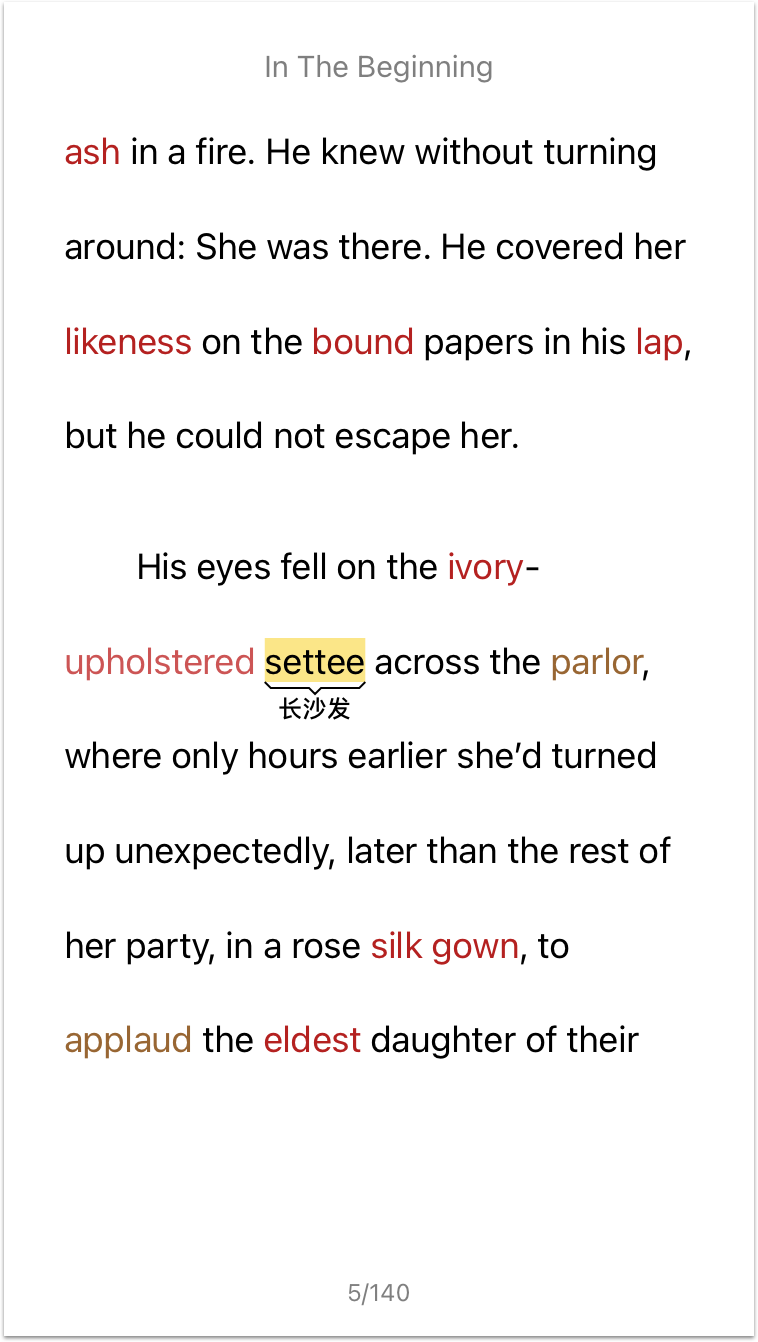 In The Beginning
ash in a fire. He knew without turning
around: She was there. He covered her
likeness on the bound papers in his lap,
but he could not escape her.
His eyes fell on the ivory-
upholstered settee across the parlor,
长沙发
where only hours earlier she’d turned
up unexpectedly, later than the rest of
her party, in a rose silk gown, to
applaud the eldest daughter of their
5/140